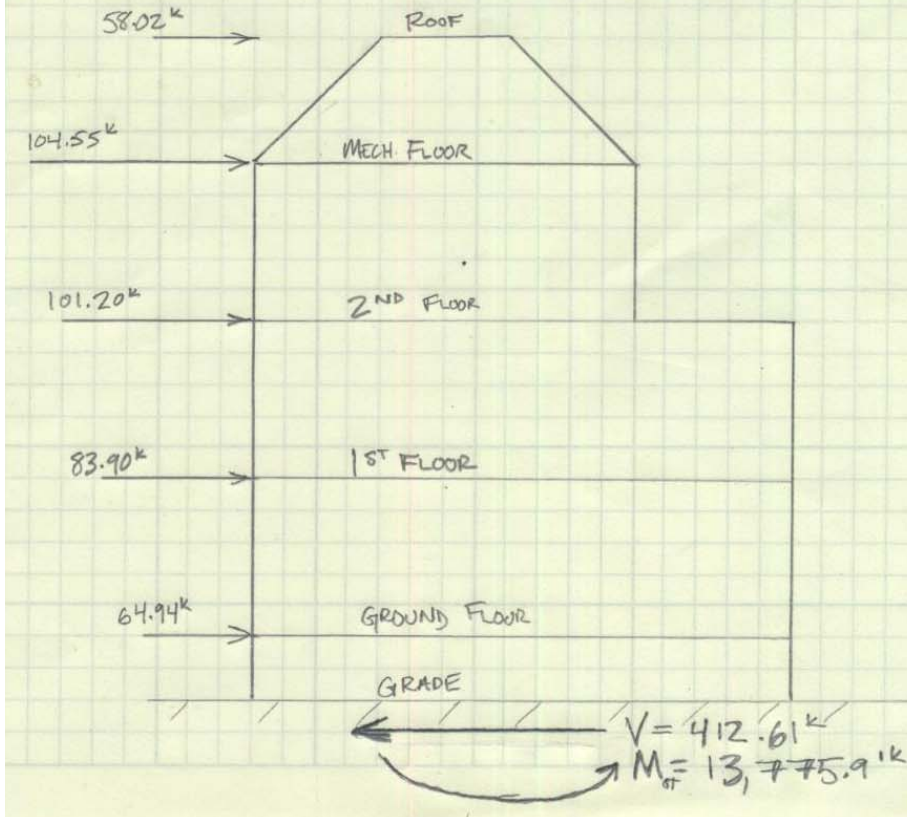 58.02ᵏ
ROOF
104.55ᵏ
MECH. FLOOR
101.20ᵏ
2ᴺᴰ FLOOR
83.90ᵏ
1ˢᵀ FLOOR
64.94ᵏ
GROUND FLOOR
GRADE
V = 412.61ᵏ
M_OT = 13,775.9'ᵏ